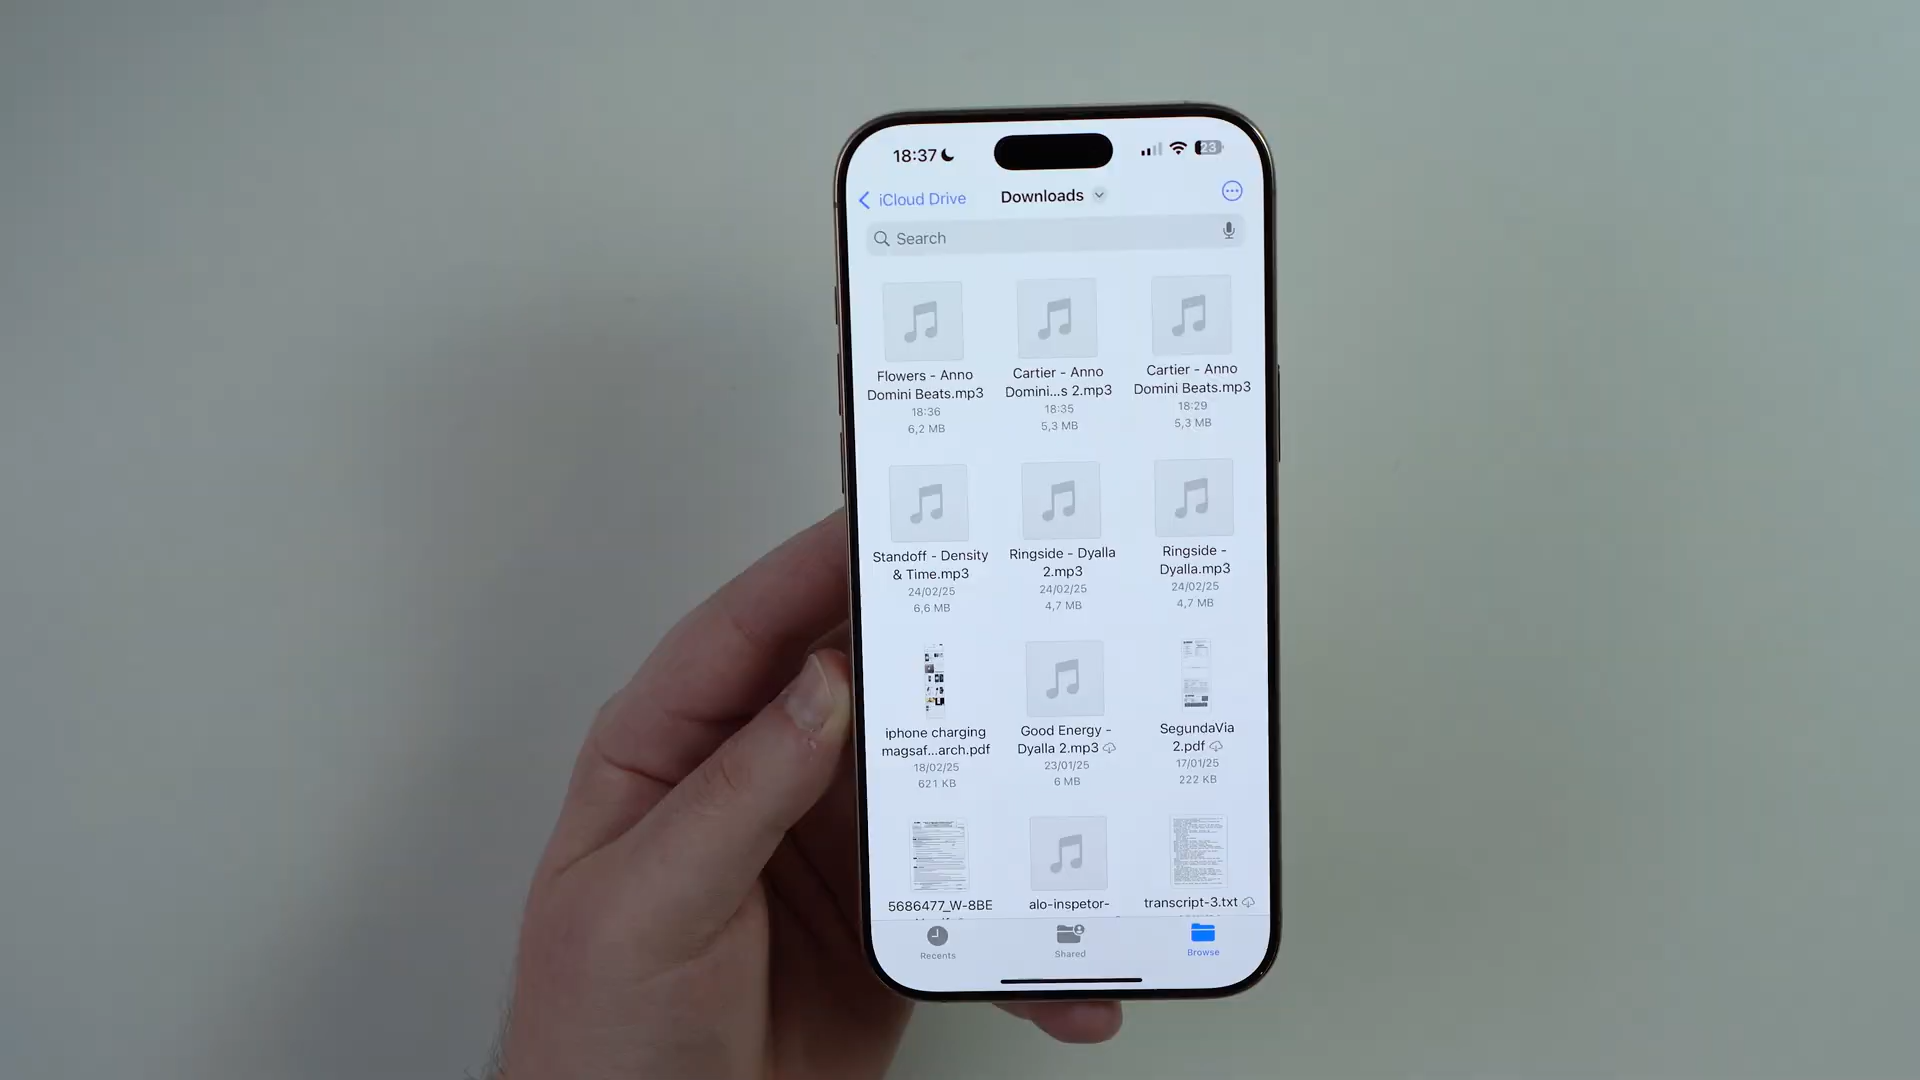 18:37
23
iCloud Drive
Downloads
Search
Flowers - Anno
Domini Beats.mp3
18:36
6,2 MB
Cartier - Anno
Domini...s 2.mp3
18:35
5,3 MB
Cartier - Anno
Domini Beats.mp3
18:29
5,3 MB
Standoff - Density
& Time.mp3
24/02/25
6,6 MB
Ringside - Dyalla
2.mp3
24/02/25
4,7 MB
Ringside -
Dyalla.mp3
24/02/25
4,7 MB
iphone charging
magsaf...arch.pdf
18/02/25
621 KB
Good Energy -
Dyalla 2.mp3
23/01/25
6 MB
SegundaVia
2.pdf
17/01/25
222 KB
5686477_W-8BE
alo-inspetor-
transcript-3.txt
Recents
Shared
Browse